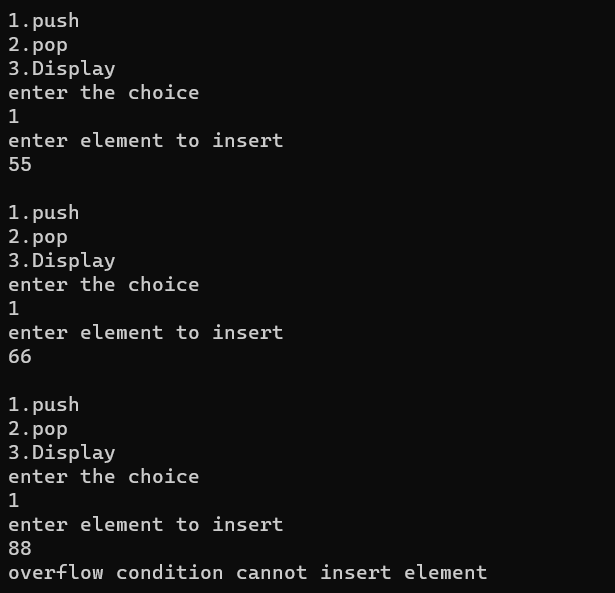 1.push
2.pop
3.Display
enter the choice
1
enter element to insert
55
1.push
2.pop
3.Display
enter the choice
1
enter element to insert
66
1.push
2.pop
3.Display
enter the choice
1
enter element to insert
88
overflow condition cannot insert element